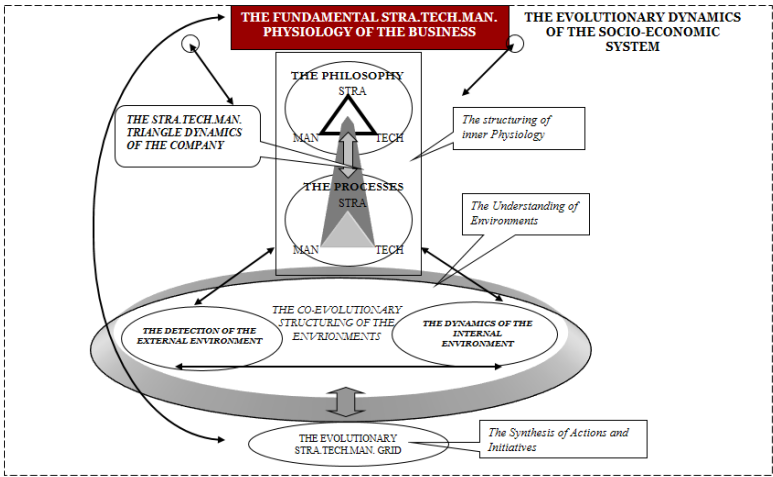 THE FUNDAMENTAL STRA.TECH.MAN.
PHYSIOLOGY OF THE BUSINESS
THE EVOLUTIONARY DYNAMICS
OF THE SOCIO-ECONOMIC
SYSTEM
THE PHILOSOPHY
STRA
MAN
TECH
THE STRA.TECH.MAN.
TRIANGLE DYNAMICS
OF THE COMPANY
The structuring of
inner Physiology
THE PROCESSES
STRA
MAN
TECH
The Understanding of
Environments
THE CO-EVOLUTIONARY
STRUCTURING OF THE
ENVRIONMENTS
THE DETECTION OF THE
EXTERNAL ENVIRONMENT
THE DYNAMICS OF THE
INTERNAL
ENVIRONMENT
THE EVOLUTIONARY
STRA.TECH.MAN. GRID
The Synthesis of Actions and
Initiatives